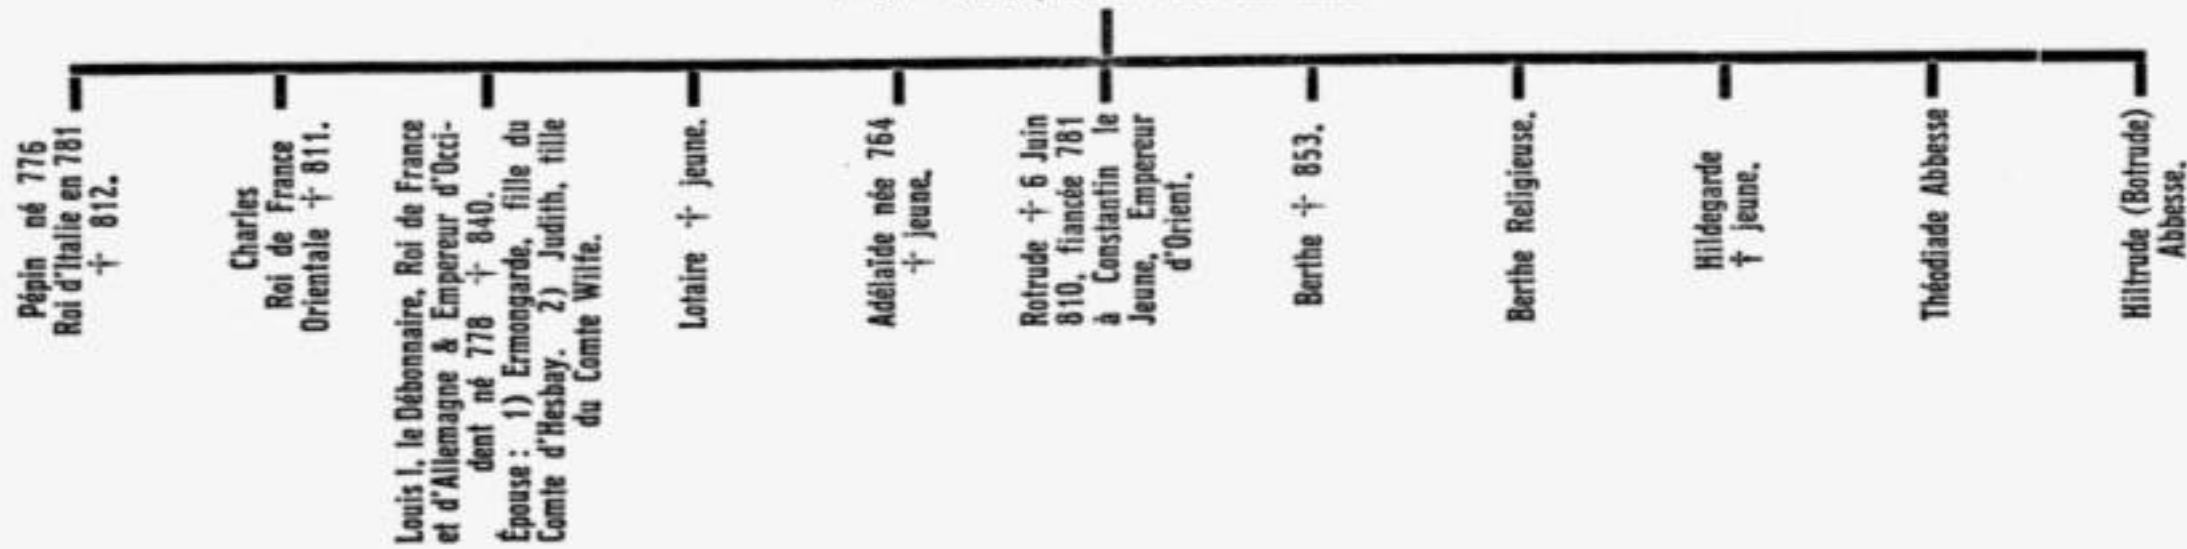 Pépin né 776
Roi d'Italie en 781
† 812.
Charles
Roi de France
Orientale † 811.
Louis I, le Débonnaire, Roi de France
et d'Allemagne & Empereur d'Occi-
dent né 778 † 840.
Épouse : 1) Ermongarde, fille du
Comte d'Hesbay. 2) Judith, fille
du Comte Wilfe.
Lotaire † jeune.
Adélaïde née 764
† jeune.
Rotrude † 6 Juin
810, fiancée 781
à Constantin le
Jeune, Empereur
d'Orient.
Berthe † 853.
Berthe Religieuse.
Hildegarde
† jeune.
Théodiade Abbesse
Hiltrude (Botrude)
Abbesse.